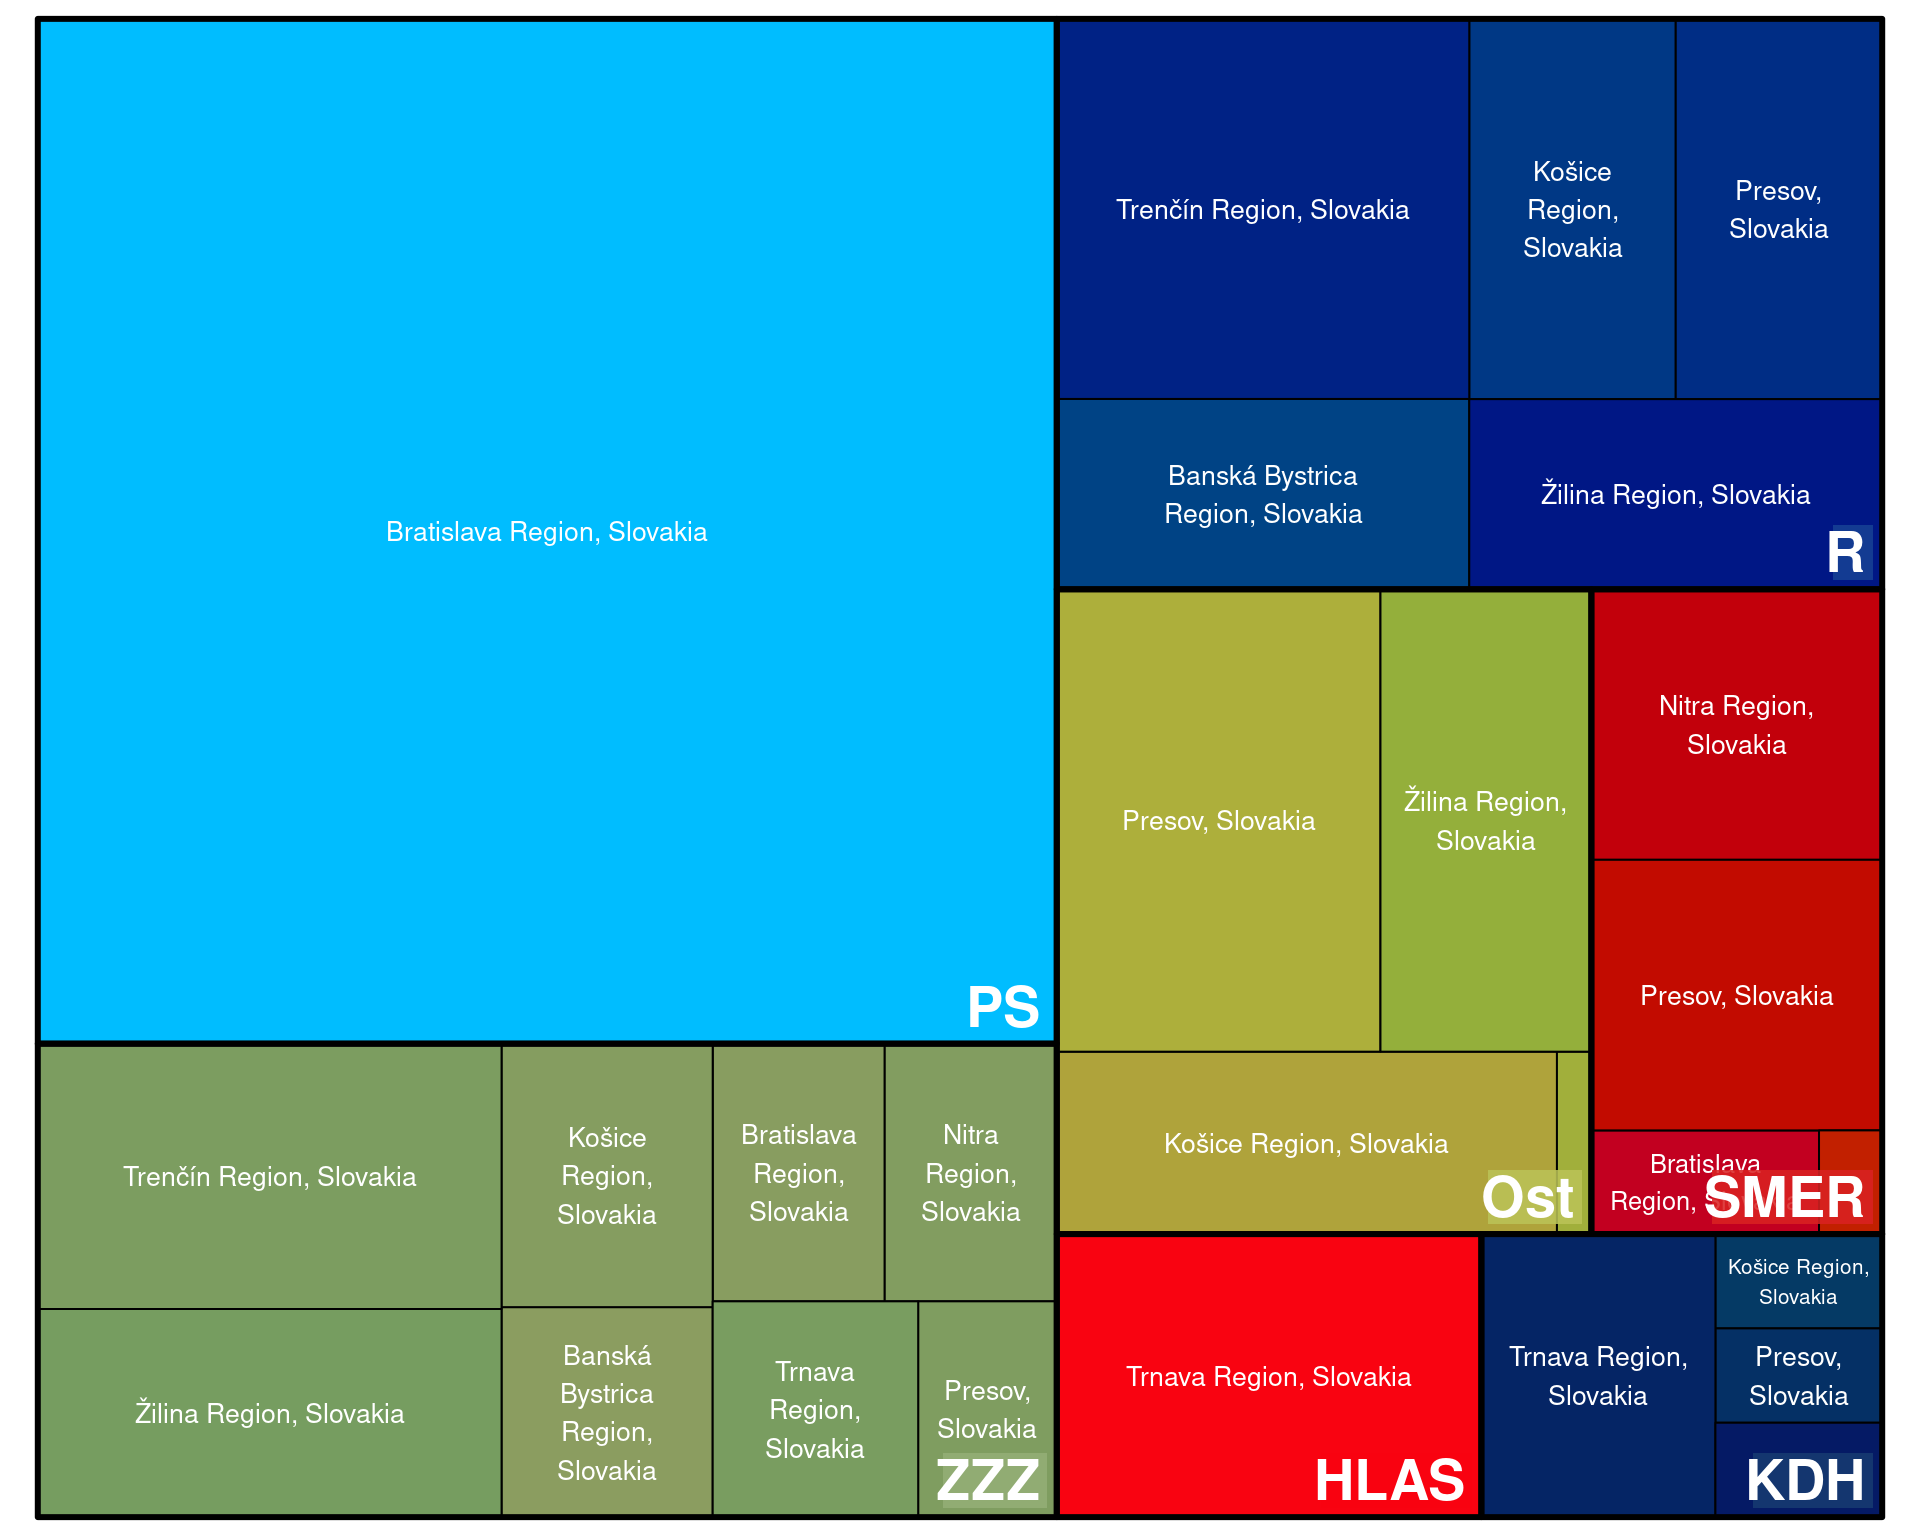 Bratislava Region, Slovakia
PS
Trenčín Region, Slovakia
Košice
Region,
Slovakia
Presov,
Slovakia
Banská Bystrica
Region, Slovakia
Žilina Region, Slovakia
R
Presov, Slovakia
Žilina Region,
Slovakia
Košice Region, Slovakia
Ost
Nitra Region,
Slovakia
Presov, Slovakia
Bratislava
Region,
SMER
Trenčín Region, Slovakia
Košice
Region,
Slovakia
Bratislava
Region,
Slovakia
Nitra
Region,
Slovakia
Žilina Region, Slovakia
Banská
Bystrica
Region,
Slovakia
Trnava
Region,
Slovakia
Presov,
Slovakia
ZZZ
Trnava Region, Slovakia
HLAS
Trnava Region,
Slovakia
Košice Region,
Slovakia
Presov,
Slovakia
KDH